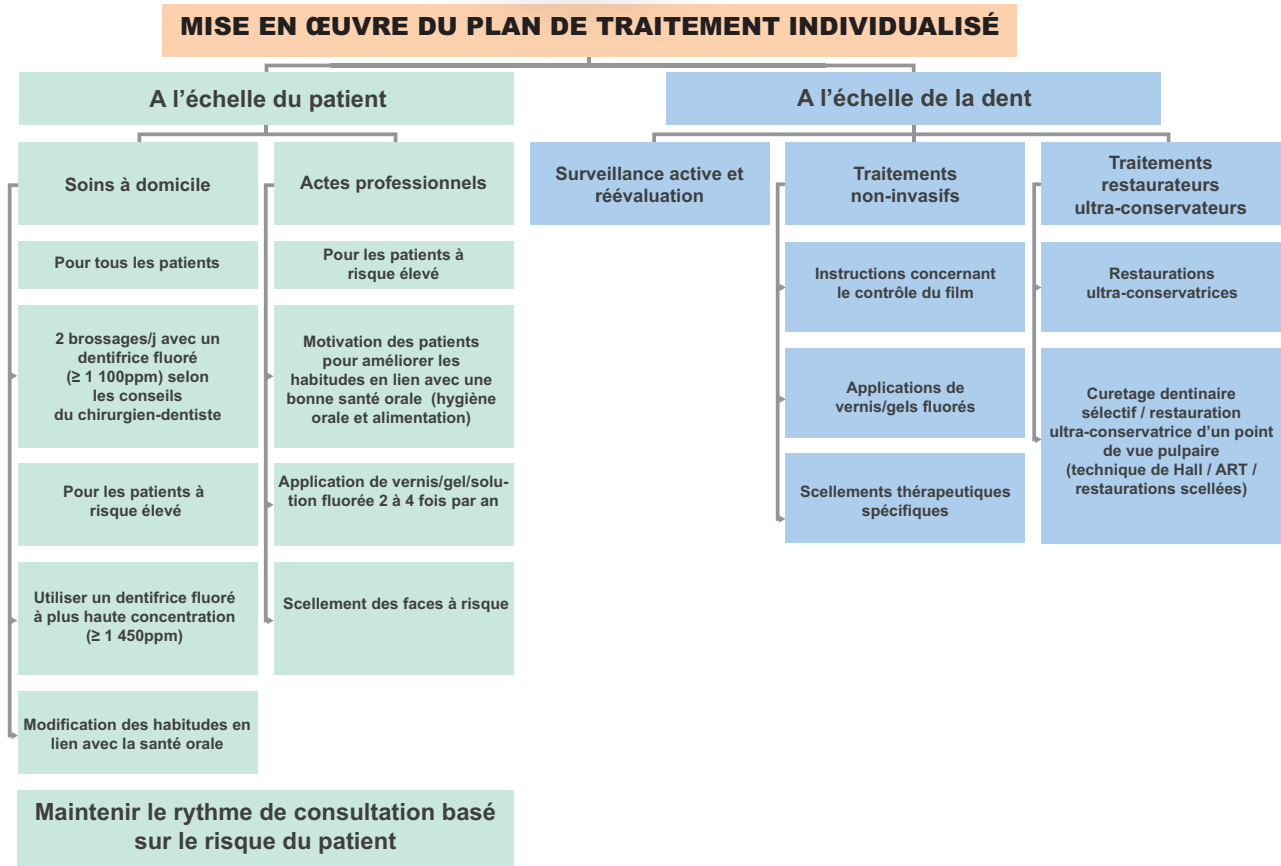 MISE EN ŒUVRE DU PLAN DE TRAITEMENT INDIVIDUALISÉ
A l’échelle du patient
Soins à domicile
Pour tous les patients
2 brossages/j avec un
dentifrice fluoré
(≥ 1 100ppm) selon
les conseils
du chirurgien-dentiste
Pour les patients à
risque élevé
Utiliser un dentifrice fluoré
à plus haute concentration
(≥ 1 450ppm)
Modification des habitudes en
lien avec la santé orale
Actes professionnels
Pour les patients à
risque élevé
Motivation des patients
pour améliorer les
habitudes en lien avec une
bonne santé orale (hygiène
orale et alimentation)
Application de vernis/gel/solu-
tion fluorée 2 à 4 fois par an
Scellement des faces à risque
Maintenir le rythme de consultation basé
sur le risque du patient
A l’échelle de la dent
Surveillance active et
réévaluation
Traitements
non-invasifs
Instructions concernant
le contrôle du film
Applications de
vernis/gels fluorés
Scellements thérapeutiques
spécifiques
Traitements
restaurateurs
ultra-conservateurs
Restaurations
ultra-conservatrices
Curetage dentinaire
sélectif / restauration
ultra-conservatrice d’un point
de vue pulpaire
(technique de Hall / ART /
restaurations scellées)